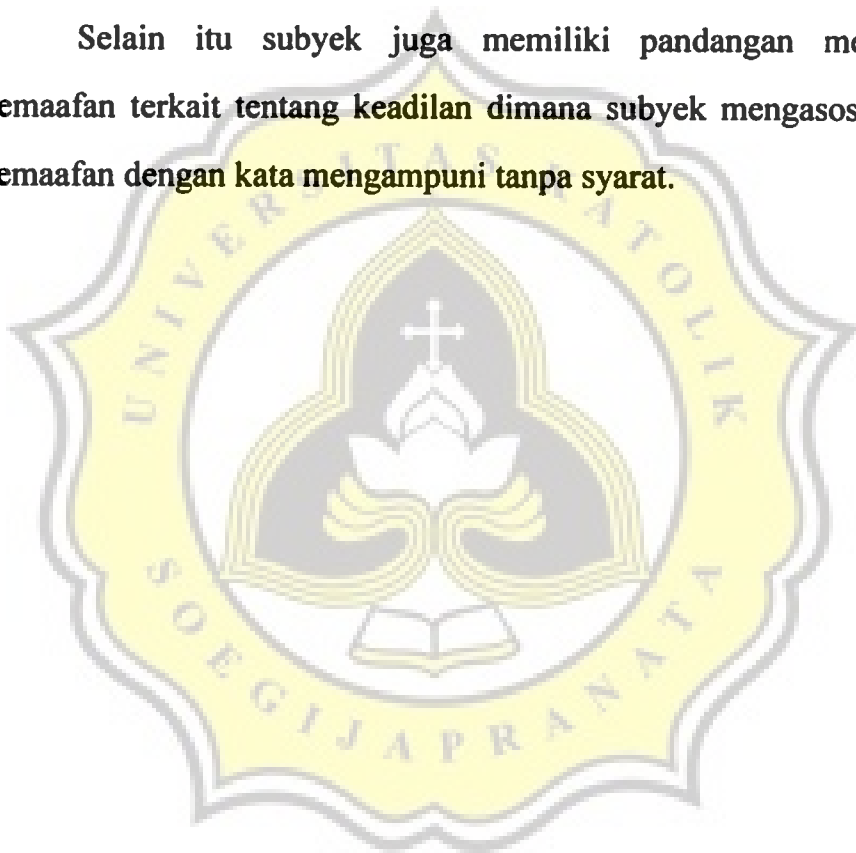 Selain itu subyek juga memiliki pandangan me
emaafan terkait tentang keadilan dimana subyek mengasos
emaafan dengan kata mengampuni tanpa syarat.
UNIVERSITAS KATOLIK
SOEGIJAPRANATA